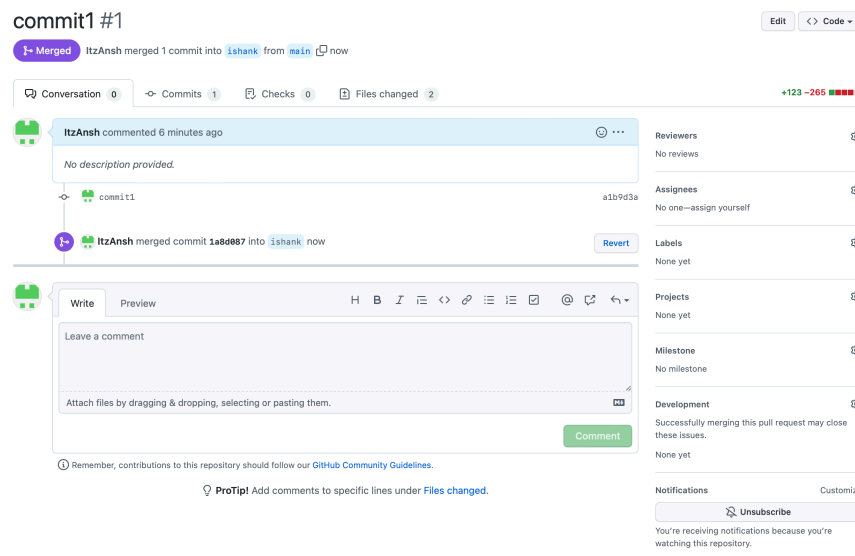 commit1 #1
Edit
<> Code
Merged
ItzAnsh merged 1 commit into ishank from main now
Conversation 0
Commits 1
Checks 0
Files changed 2
+123 −265
ItzAnsh commented 6 minutes ago
No description provided.
commit1
a1b9d3a
ItzAnsh merged commit 1a8d087 into ishank now
Revert
Write
Preview
Leave a comment
Attach files by dragging & dropping, selecting or pasting them.
Comment
Remember, contributions to this repository should follow our GitHub Community Guidelines.
ProTip! Add comments to specific lines under Files changed.
Reviewers
No reviews
Assignees
No one—assign yourself
Labels
None yet
Projects
None yet
Milestone
No milestone
Development
Successfully merging this pull request may close
these issues.
None yet
Notifications
Customiz
Unsubscribe
You're receiving notifications because you're
watching this repository.